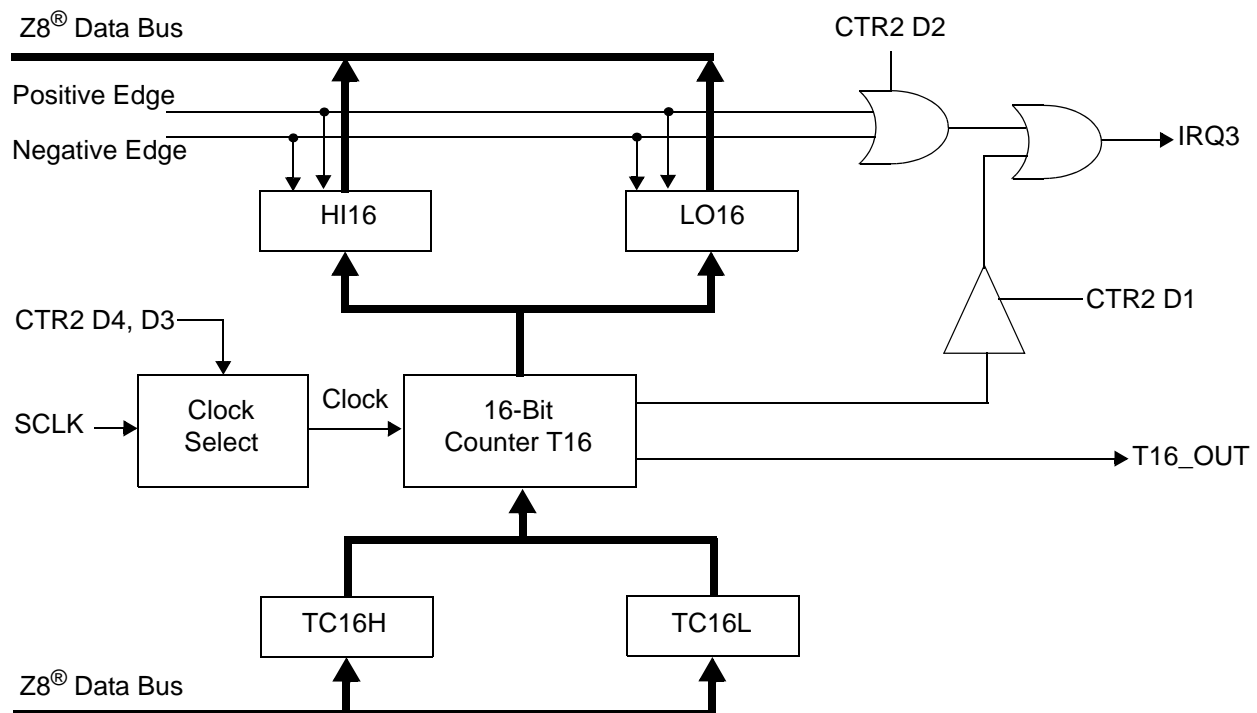 Z8® Data Bus
CTR2 D2
Positive Edge
Negative Edge
IRQ3
HI16
LO16
CTR2 D4, D3
CTR2 D1
SCLK
Clock
Select
Clock
16-Bit
Counter T16
T16_OUT
TC16H
TC16L
Z8® Data Bus